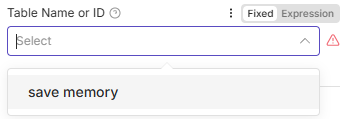 Table Name or ID
Fixed Expression
Select
save memory